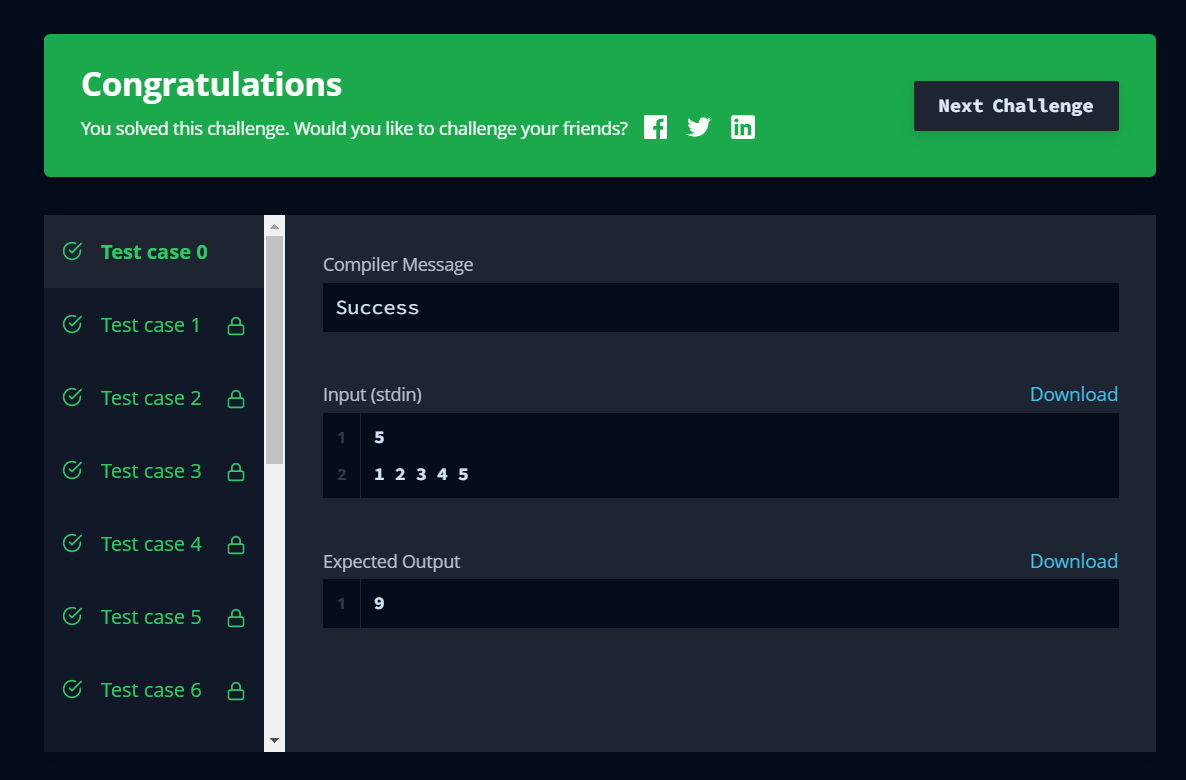 Congratulations
You solved this challenge. Would you like to challenge your friends?
Next Challenge
Test case 0
Test case 1
Test case 2
Test case 3
Test case 4
Test case 5
Test case 6
Compiler Message
Success
Input (stdin)
Download
1 5
2 1 2 3 4 5
Expected Output
Download
1 9